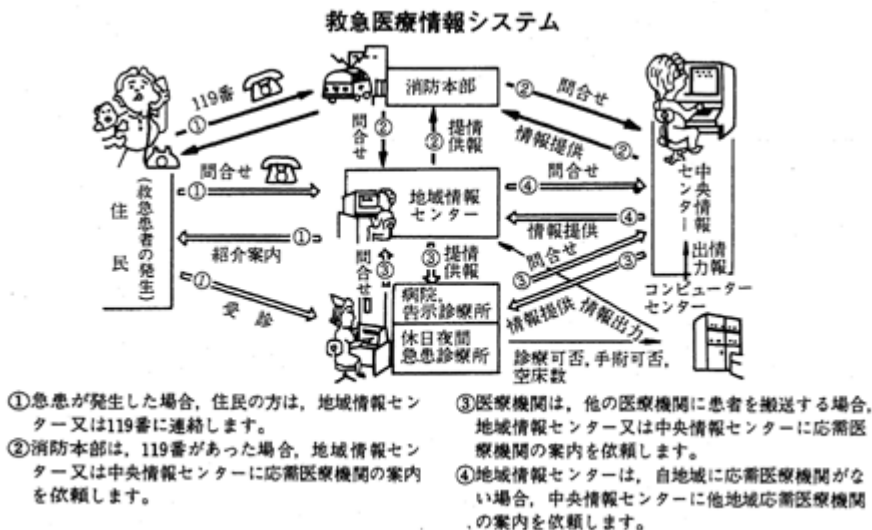 救急医療情報システム
119番
①
消防本部
②
問合せ
問合せ
②
②
提供
情報
情報提供
②
問合せ
①
地域情報
センター
④
問合せ
④
情報提供
中央情報
センター
住民
(救急患者の発生)
①
紹介案内
①
受診
問合せ
③
③
提供
情報
病院,
告示診療所
休日夜間
急患診療所
③
問合せ
③
情報提供
情報出力
出力
情報
コンピューター
センター
診療可否,手術可否,
空床数
①急患が発生した場合,住民の方は,地域情報セン
ター又は119番に連絡します。
②消防本部は,119番があった場合,地域情報セン
ター又は中央情報センターに応需医療機関の案内
を依頼します。
③医療機関は,他の医療機関に患者を搬送する場合,
地域情報センター又は中央情報センターに応需医
療機関の案内を依頼します。
④地域情報センターは,自地域に応需医療機関がな
い場合,中央情報センターに他地域応需医療機関
の案内を依頼します。